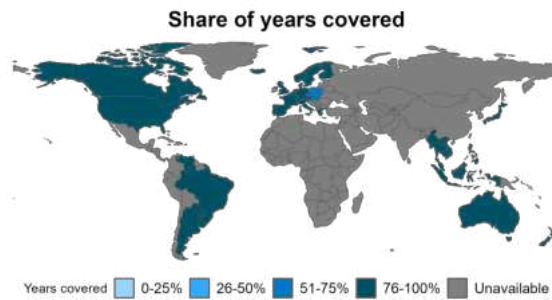 Share of years covered
Years covered 0-25% 26-50% 51-75% 76-100% Unavailable